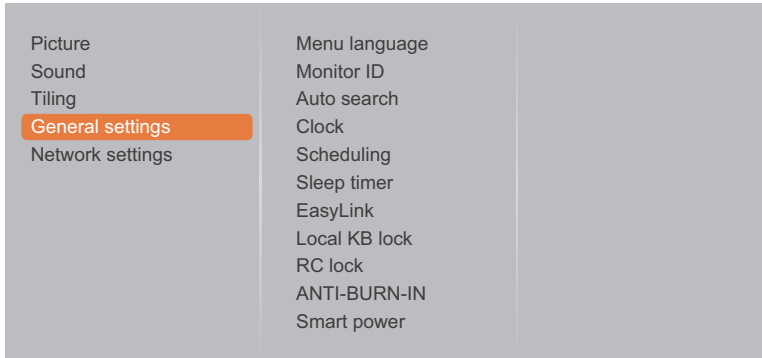 Picture
Sound
Tiling
General settings
Network settings
Menu language
Monitor ID
Auto search
Clock
Scheduling
Sleep timer
EasyLink
Local KB lock
RC lock
ANTI-BURN-IN
Smart power